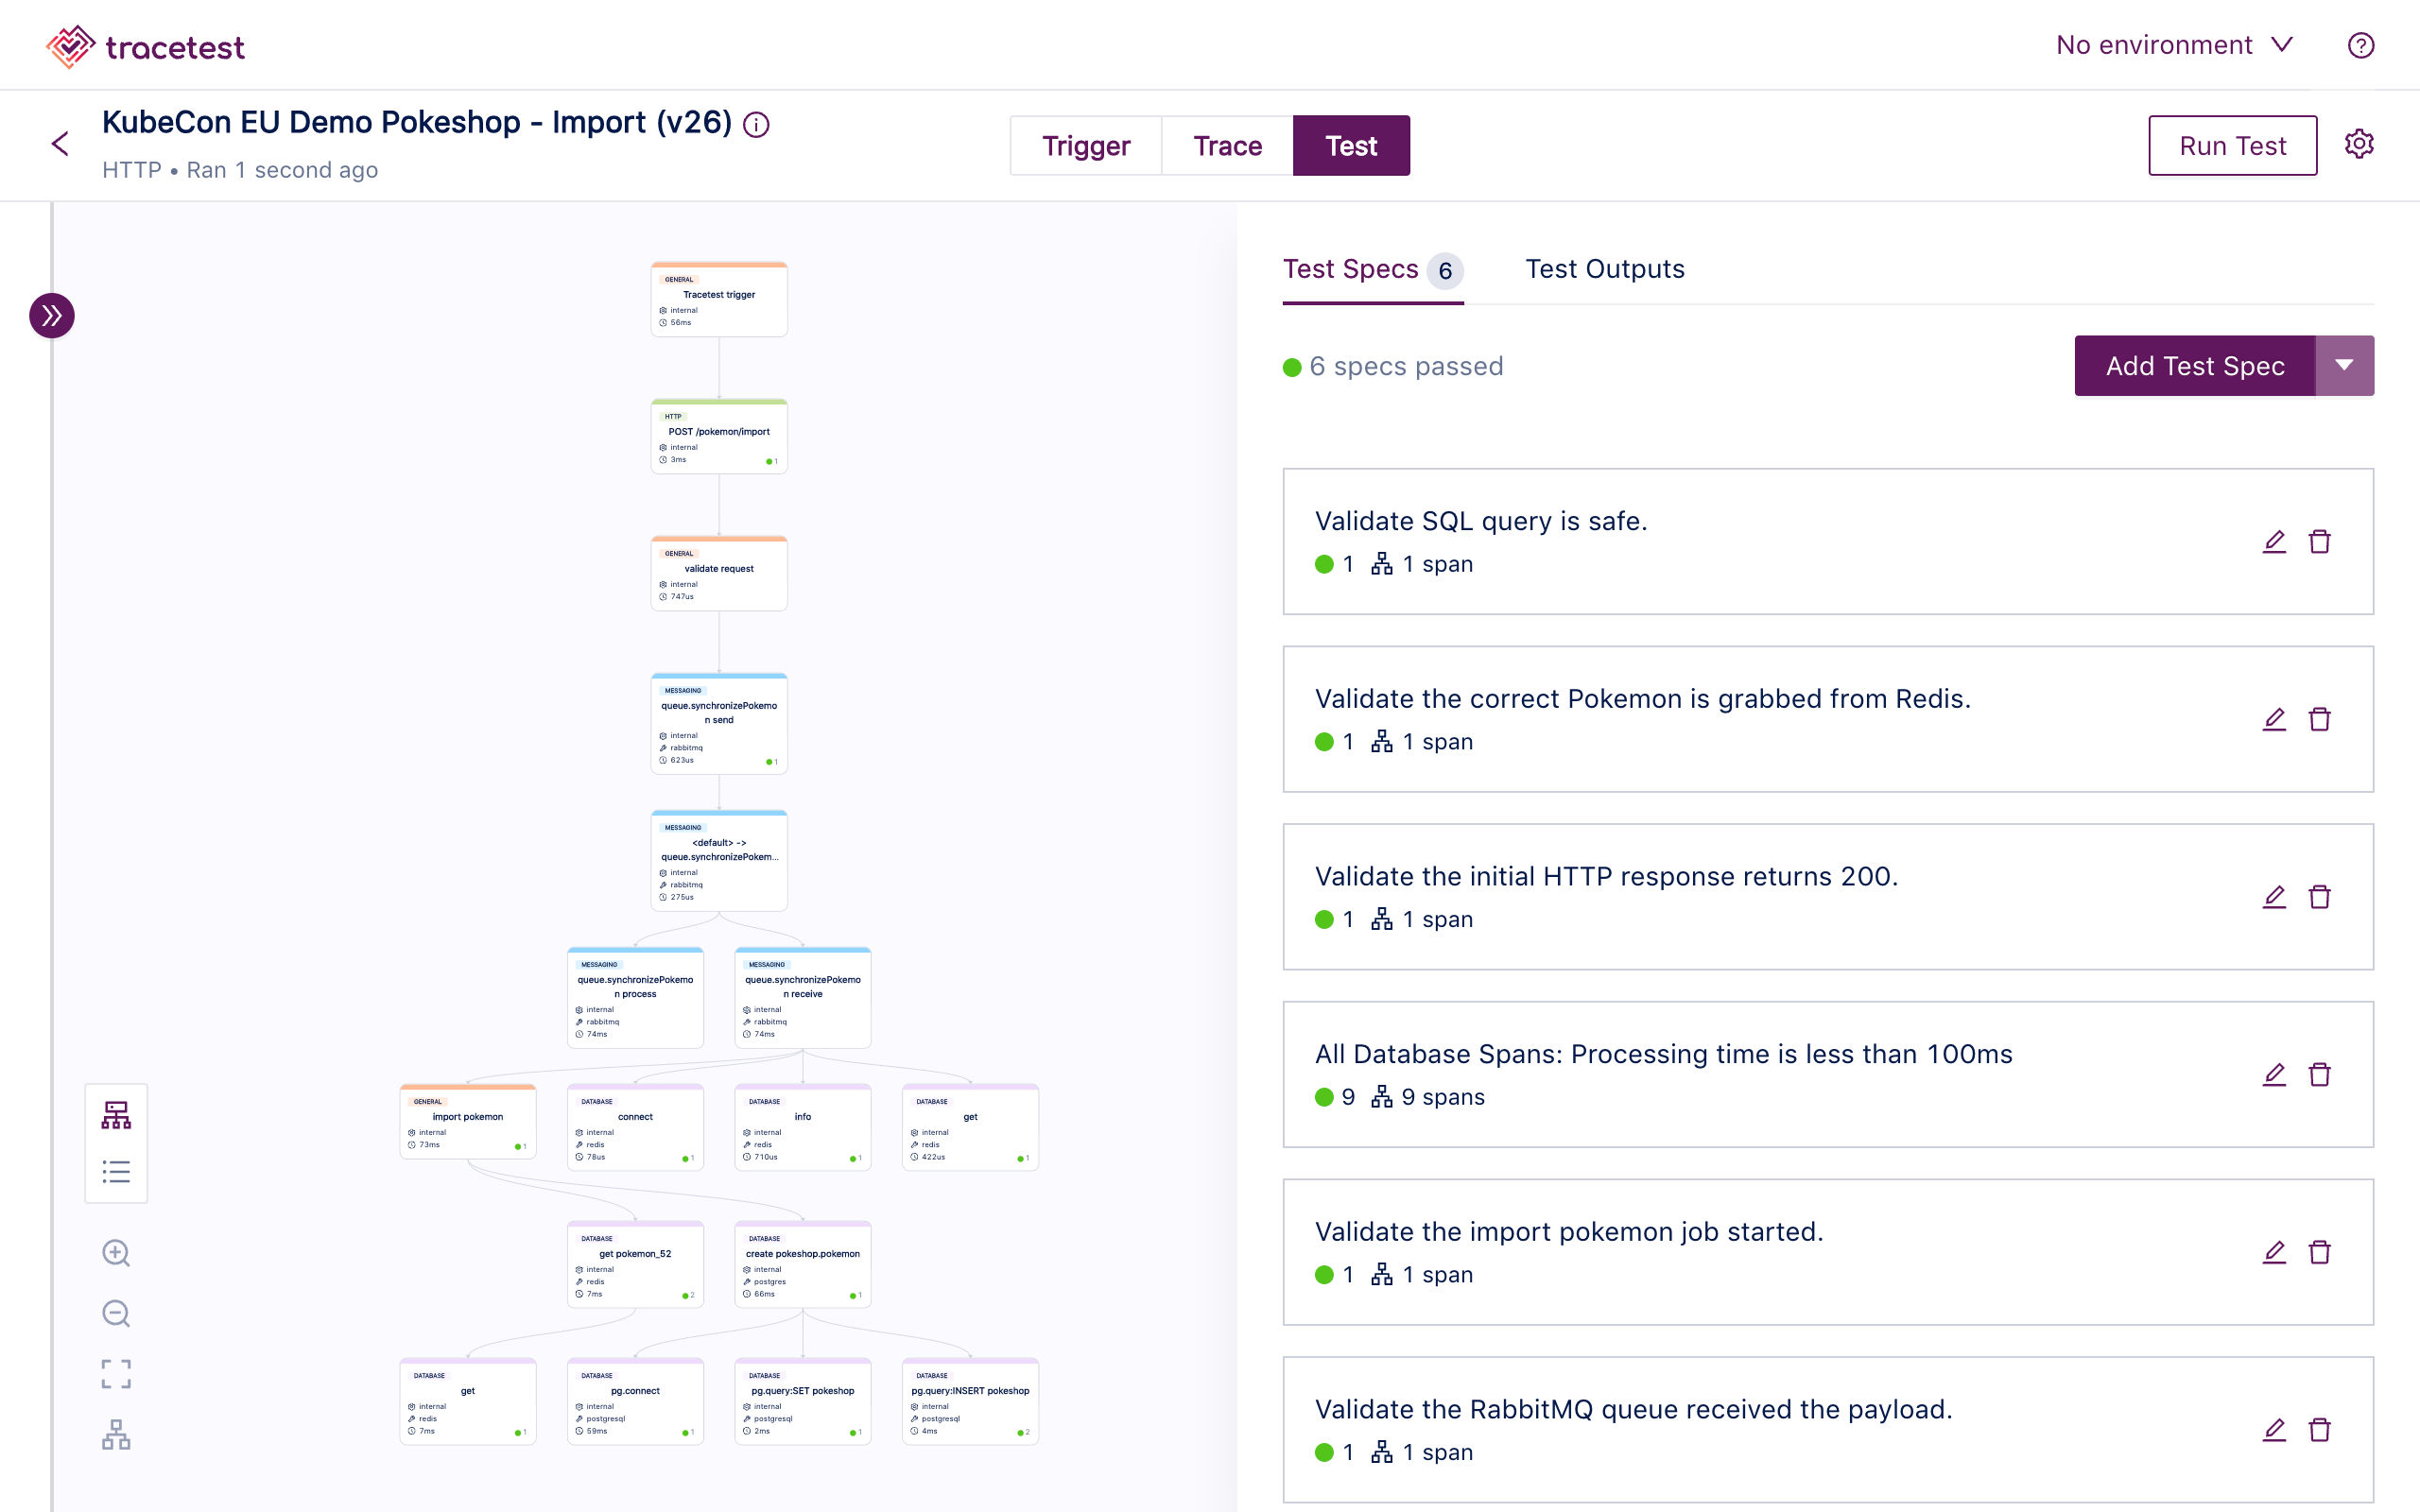 tracetest
No environment
KubeCon EU Demo Pokeshop - Import (v26)
HTTP • Ran 1 second ago
Trigger
Trace
Test
Run Test
GENERAL
Tracetest trigger
internal
56ms
HTTP
POST /pokemon/import
internal
3ms
1
GENERAL
validate request
internal
747us
MESSAGING
queue.synchronizePokemo
n send
internal
rabbitmq
623us
1
MESSAGING
<default> ->
queue.synchronizePokem...
internal
rabbitmq
275us
MESSAGING
queue.synchronizePokemo
n process
internal
rabbitmq
74ms
MESSAGING
queue.synchronizePokemo
n receive
internal
rabbitmq
74ms
GENERAL
import pokemon
internal
73ms
1
DATABASE
connect
internal
redis
78us
1
DATABASE
info
internal
redis
710us
1
DATABASE
get
internal
redis
422us
1
DATABASE
get pokemon_52
internal
redis
7ms
2
DATABASE
create pokeshop.pokemon
internal
postgres
66ms
1
DATABASE
get
internal
redis
7ms
1
DATABASE
pg.connect
internal
postgresql
59ms
1
DATABASE
pg.query:SET pokeshop
internal
postgresql
2ms
1
DATABASE
pg.query:INSERT pokeshop
internal
postgresql
4ms
2
Test Specs 6
Test Outputs
6 specs passed
Add Test Spec
Validate SQL query is safe.
1 1 span
Validate the correct Pokemon is grabbed from Redis.
1 1 span
Validate the initial HTTP response returns 200.
1 1 span
All Database Spans: Processing time is less than 100ms
9 9 spans
Validate the import pokemon job started.
1 1 span
Validate the RabbitMQ queue received the payload.
1 1 span